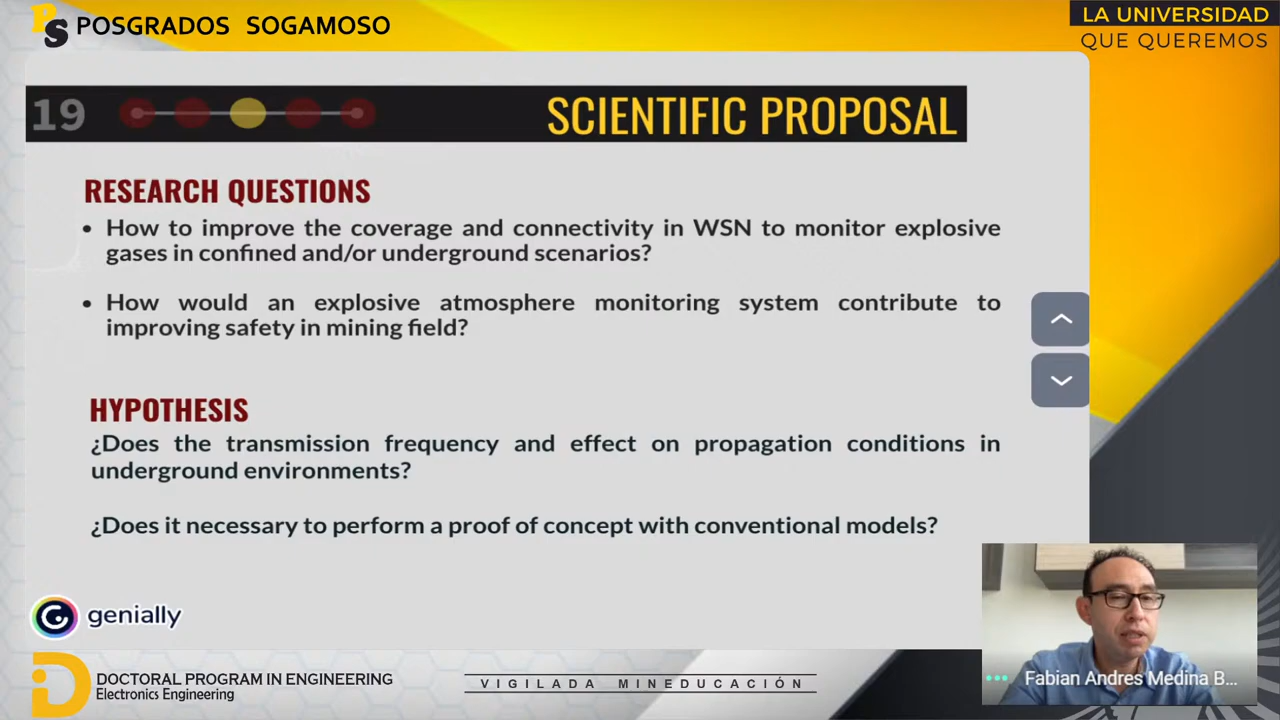 PS POSGRADOS SOGAMOSO
LA UNIVERSIDAD
QUE QUEREMOS
19
SCIENTIFIC PROPOSAL
RESEARCH QUESTIONS
• How to improve the coverage and connectivity in WSN to monitor explosive
gases in confined and/or underground scenarios?
• How would an explosive atmosphere monitoring system contribute to
improving safety in mining field?
HYPOTHESIS
¿Does the transmission frequency and effect on propagation conditions in
underground environments?
¿Does it necessary to perform a proof of concept with conventional models?
genially
DOCTORAL PROGRAM IN ENGINEERING
Electronics Engineering
VIGILADA MINEDUCACIÓN
Fabian Andres Medina B...